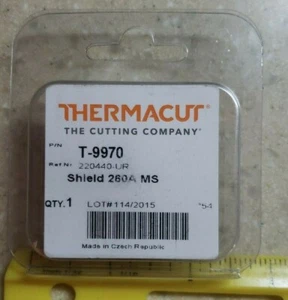 THERMACUT®
THE CUTTING COMPANY®
P/N T-9970
Ref.Nr. 220440-UR
Shield 260A MS
QTY.1 LOT#114/2015 *54
Made in Czech Republic